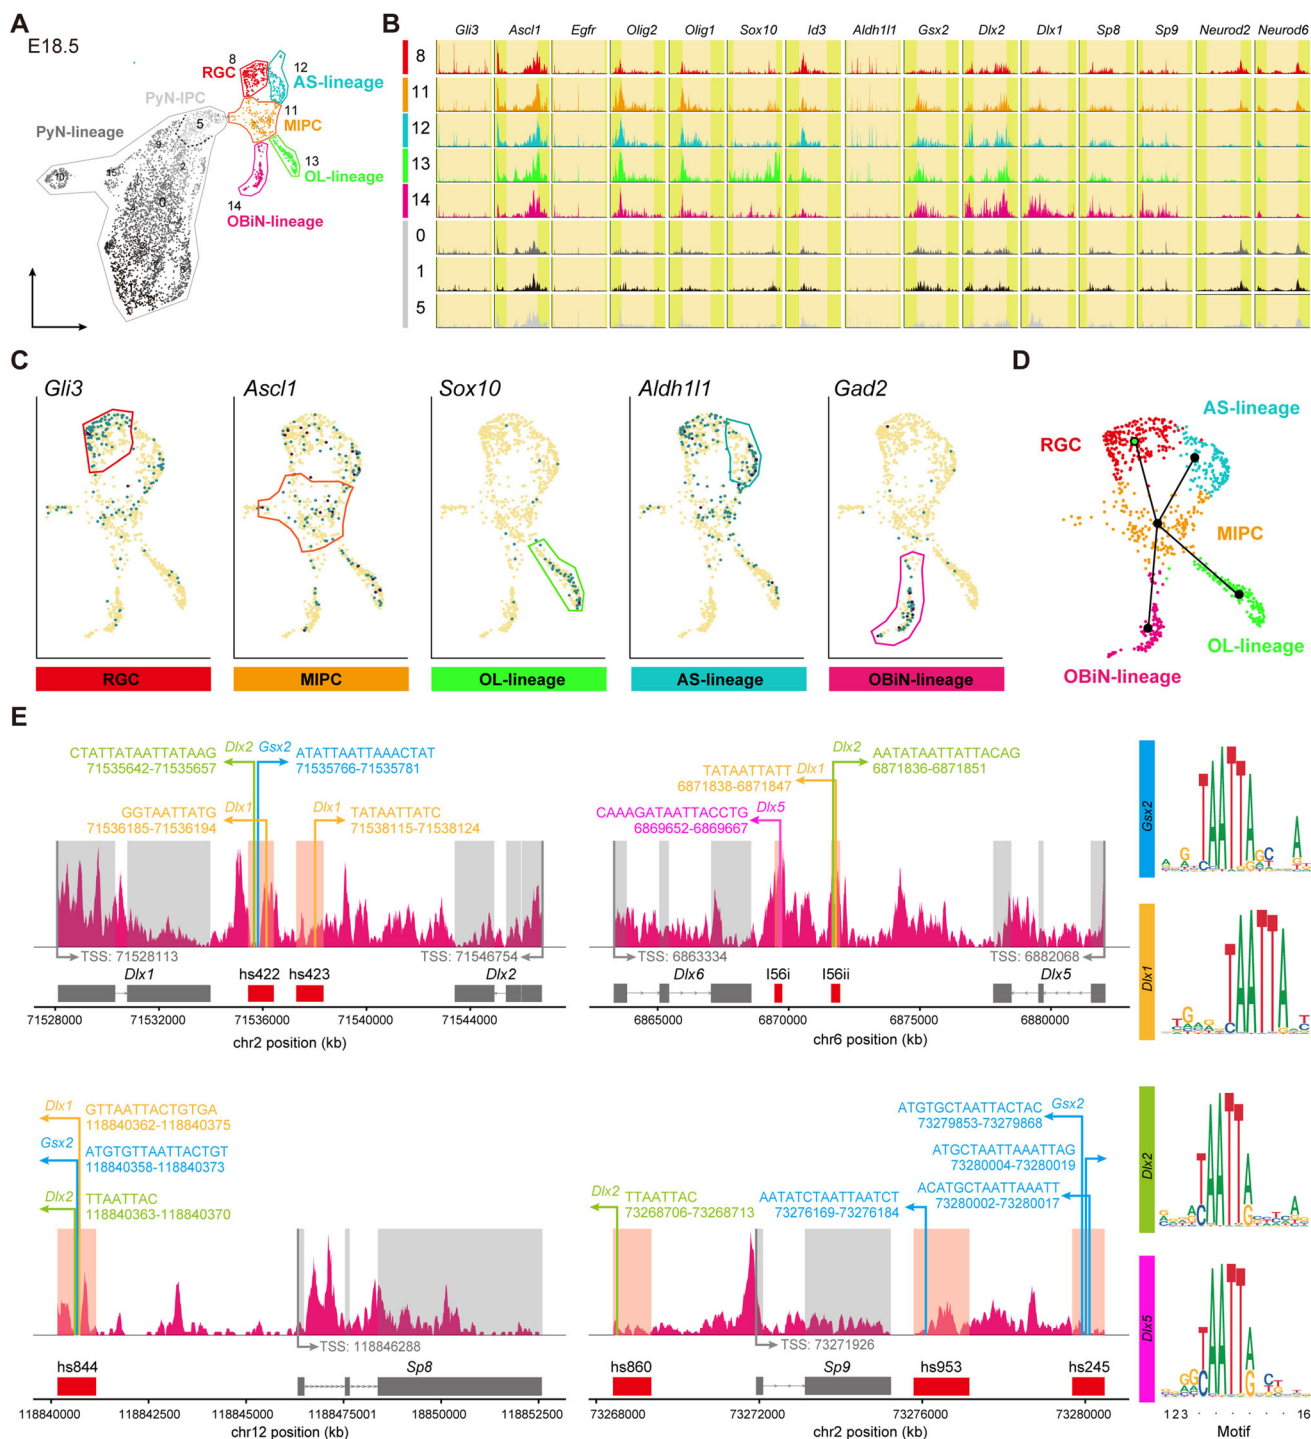 A
E18.5
8
12
RGC
AS-lineage
PyN-IPC
11
PyN-lineage
5
MIPC
9
2
13
10
15
0
OL-lineage
14
OBiN-lineage
B
Gli3 Ascl1 Egfr Olig2 Olig1 Sox10 Id3 Aldh1l1 Gsx2 Dlx2 Dlx1 Sp8 Sp9 Neurod2 Neurod6
8
11
12
13
14
0
1
5
C
Gli3 Ascl1 Sox10 Aldh1l1 Gad2
RGC MIPC OL-lineage AS-lineage OBiN-lineage
D
AS-lineage
RGC
MIPC
OL-lineage
OBiN-lineage
E
CTATTATAATTATAAG Dlx2 Gsx2 ATATTAATTAAACTAT
71535642-71535657 71535766-71535781
GGTAATTATG Dlx1 Dlx1 TATAATTATC
71536185-71536194 71538115-71538124
TSS: 71528113 TSS: 71546754
Dlx1 hs422 hs423 Dlx2
71528000 71532000 71536000 71540000 71544000
chr2 position (kb)
Dlx2 AATATAATTATTACAG
6871836-6871851
TATAATTATT Dlx1
6871838-6871847
CAAAGATAATTACCTG Dlx5
6869652-6869667
TSS: 6863334 TSS: 6882068
Dlx6 I56i I56ii Dlx5
6865000 6870000 6875000 6880000
chr6 position (kb)
Dlx1 GTTAATTACTGTGA
118840362-118840375
Gsx2 ATGTGTTAATTACTGT
118840358-118840373
Dlx2 TTAATTAC
118840363-118840370
TSS: 118846288
hs844 Sp8
118840000 118842500 118845000 1188475001 18850000 118852500
chr12 position (kb)
ATGTGCTAATTACTAC Gsx2
73279853-73279868
ATGCTAATTAAATTAG
73280004-73280019
Dlx2 TTAATTAC AATATCTAATTAATCT ACATGCTAATTAAATT
73268706-73268713 73276169-73276184 73280002-73280017
TSS: 73271926
hs860 Sp9 hs953 hs245
73268000 73272000 73276000 73280000
chr2 position (kb)
Gsx2
Dlx1
Dlx2
Dlx5
123 16
Motif